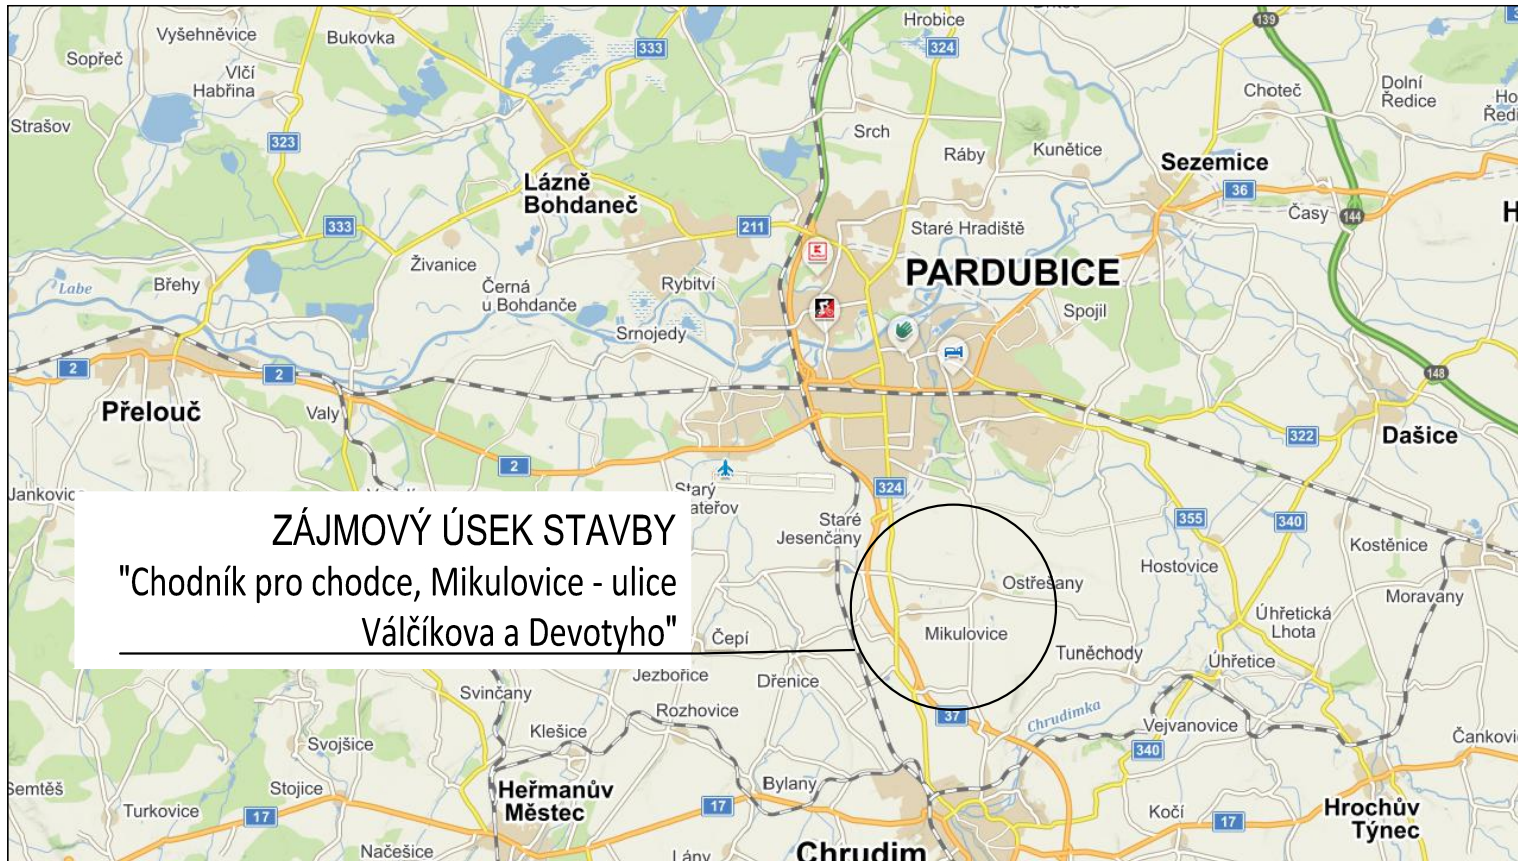 Vyšehněvice
Bukovka
333
Hrobice
324
139
Sopřeč
Vlčí
Habřina
Choteč
Dolní
Ředice
Strašov
323
Srch
Ráby
Kunětice
Sezemice
36
Lázně
Bohdaneč
333
211
Staré Hradiště
Časy
144
Živanice
PARDUBICE
Labe
Břehy
Černá
u Bohdanče
Rybitví
Spojil
Srnojedy
2
2
148
Přelouč
Valy
322
Dašice
2
Starý
324
Staré
Jesenčany
355
340
Kostěnice
ZÁJMOVÝ ÚSEK STAVBY
"Chodník pro chodce, Mikulovice - ulice
Válčíkova a Devotyho"
Hostovice
Ostřešany
Moravany
Úhřetická
Lhota
Mikulovice
Čepí
Tuněchody
Úhřetice
Jezbořice
Dřenice
Svinčany
Rozhovice
37
Chrudimka
Vejvanovice
Klešice
Svojšice
340
Heřmanův
Městec
Stojice
Bylany
Turkovice
17
17
Kočí
17
Hrochův
Týnec
Načešice
Lány
Chrudim